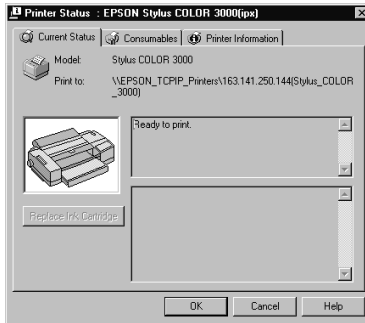 Printer Status : EPSON Stylus COLOR 3000(ipx)
Current Status
Consumables
Printer Information
Model: Stylus COLOR 3000
Print to: \\EPSON_TCPIP_Printers\163.141.250.144(Stylus_COLOR
_3000)
Ready to print.
Replace Ink Cartridge
OK
Cancel
Help